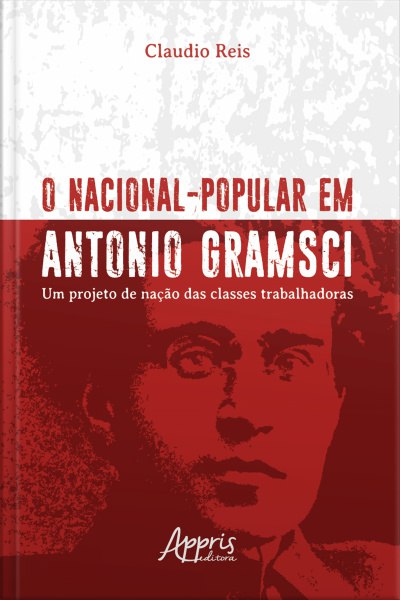 Claudio Reis
O NACIONAL-POPULAR EM
ANTONIO GRAMSCI
Um projeto de nação das classes trabalhadoras
Appris
editora